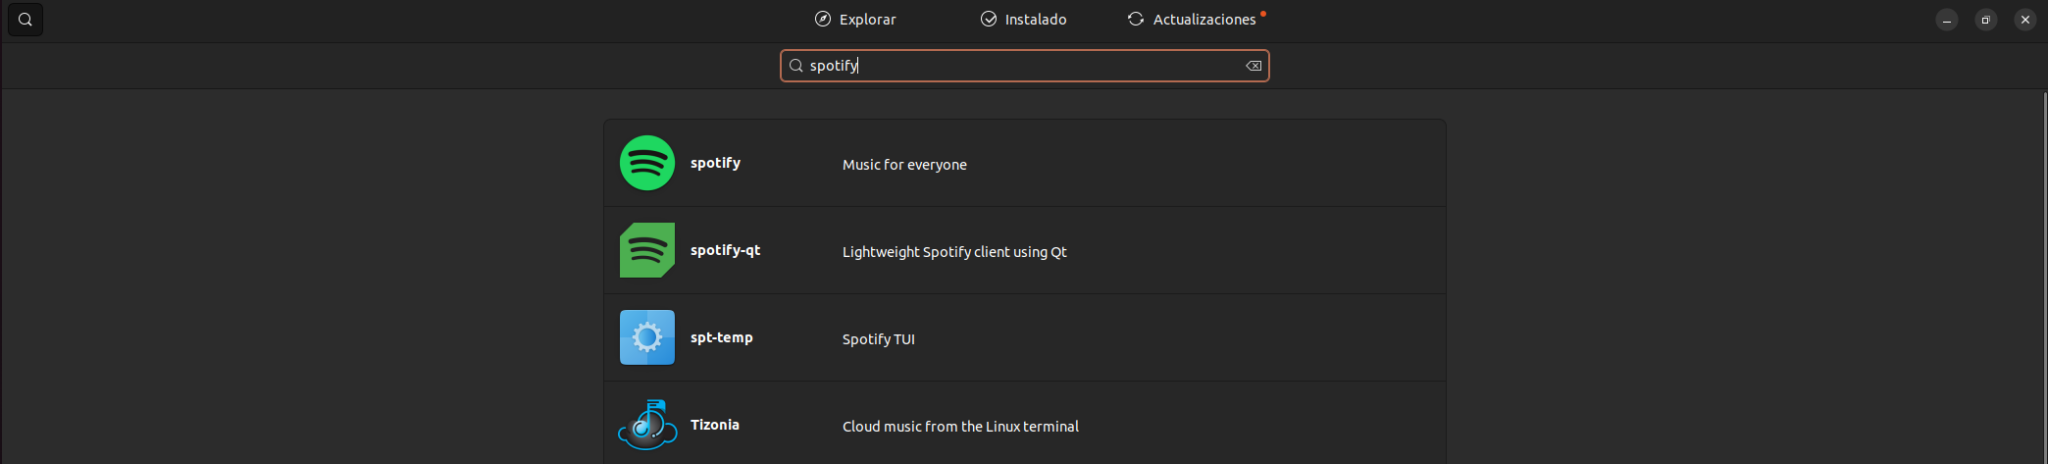 Explorar Instalado Actualizaciones
spotify
spotify Music for everyone
spotify-qt Lightweight Spotify client using Qt
spt-temp Spotify TUI
Tizonia Cloud music from the Linux terminal